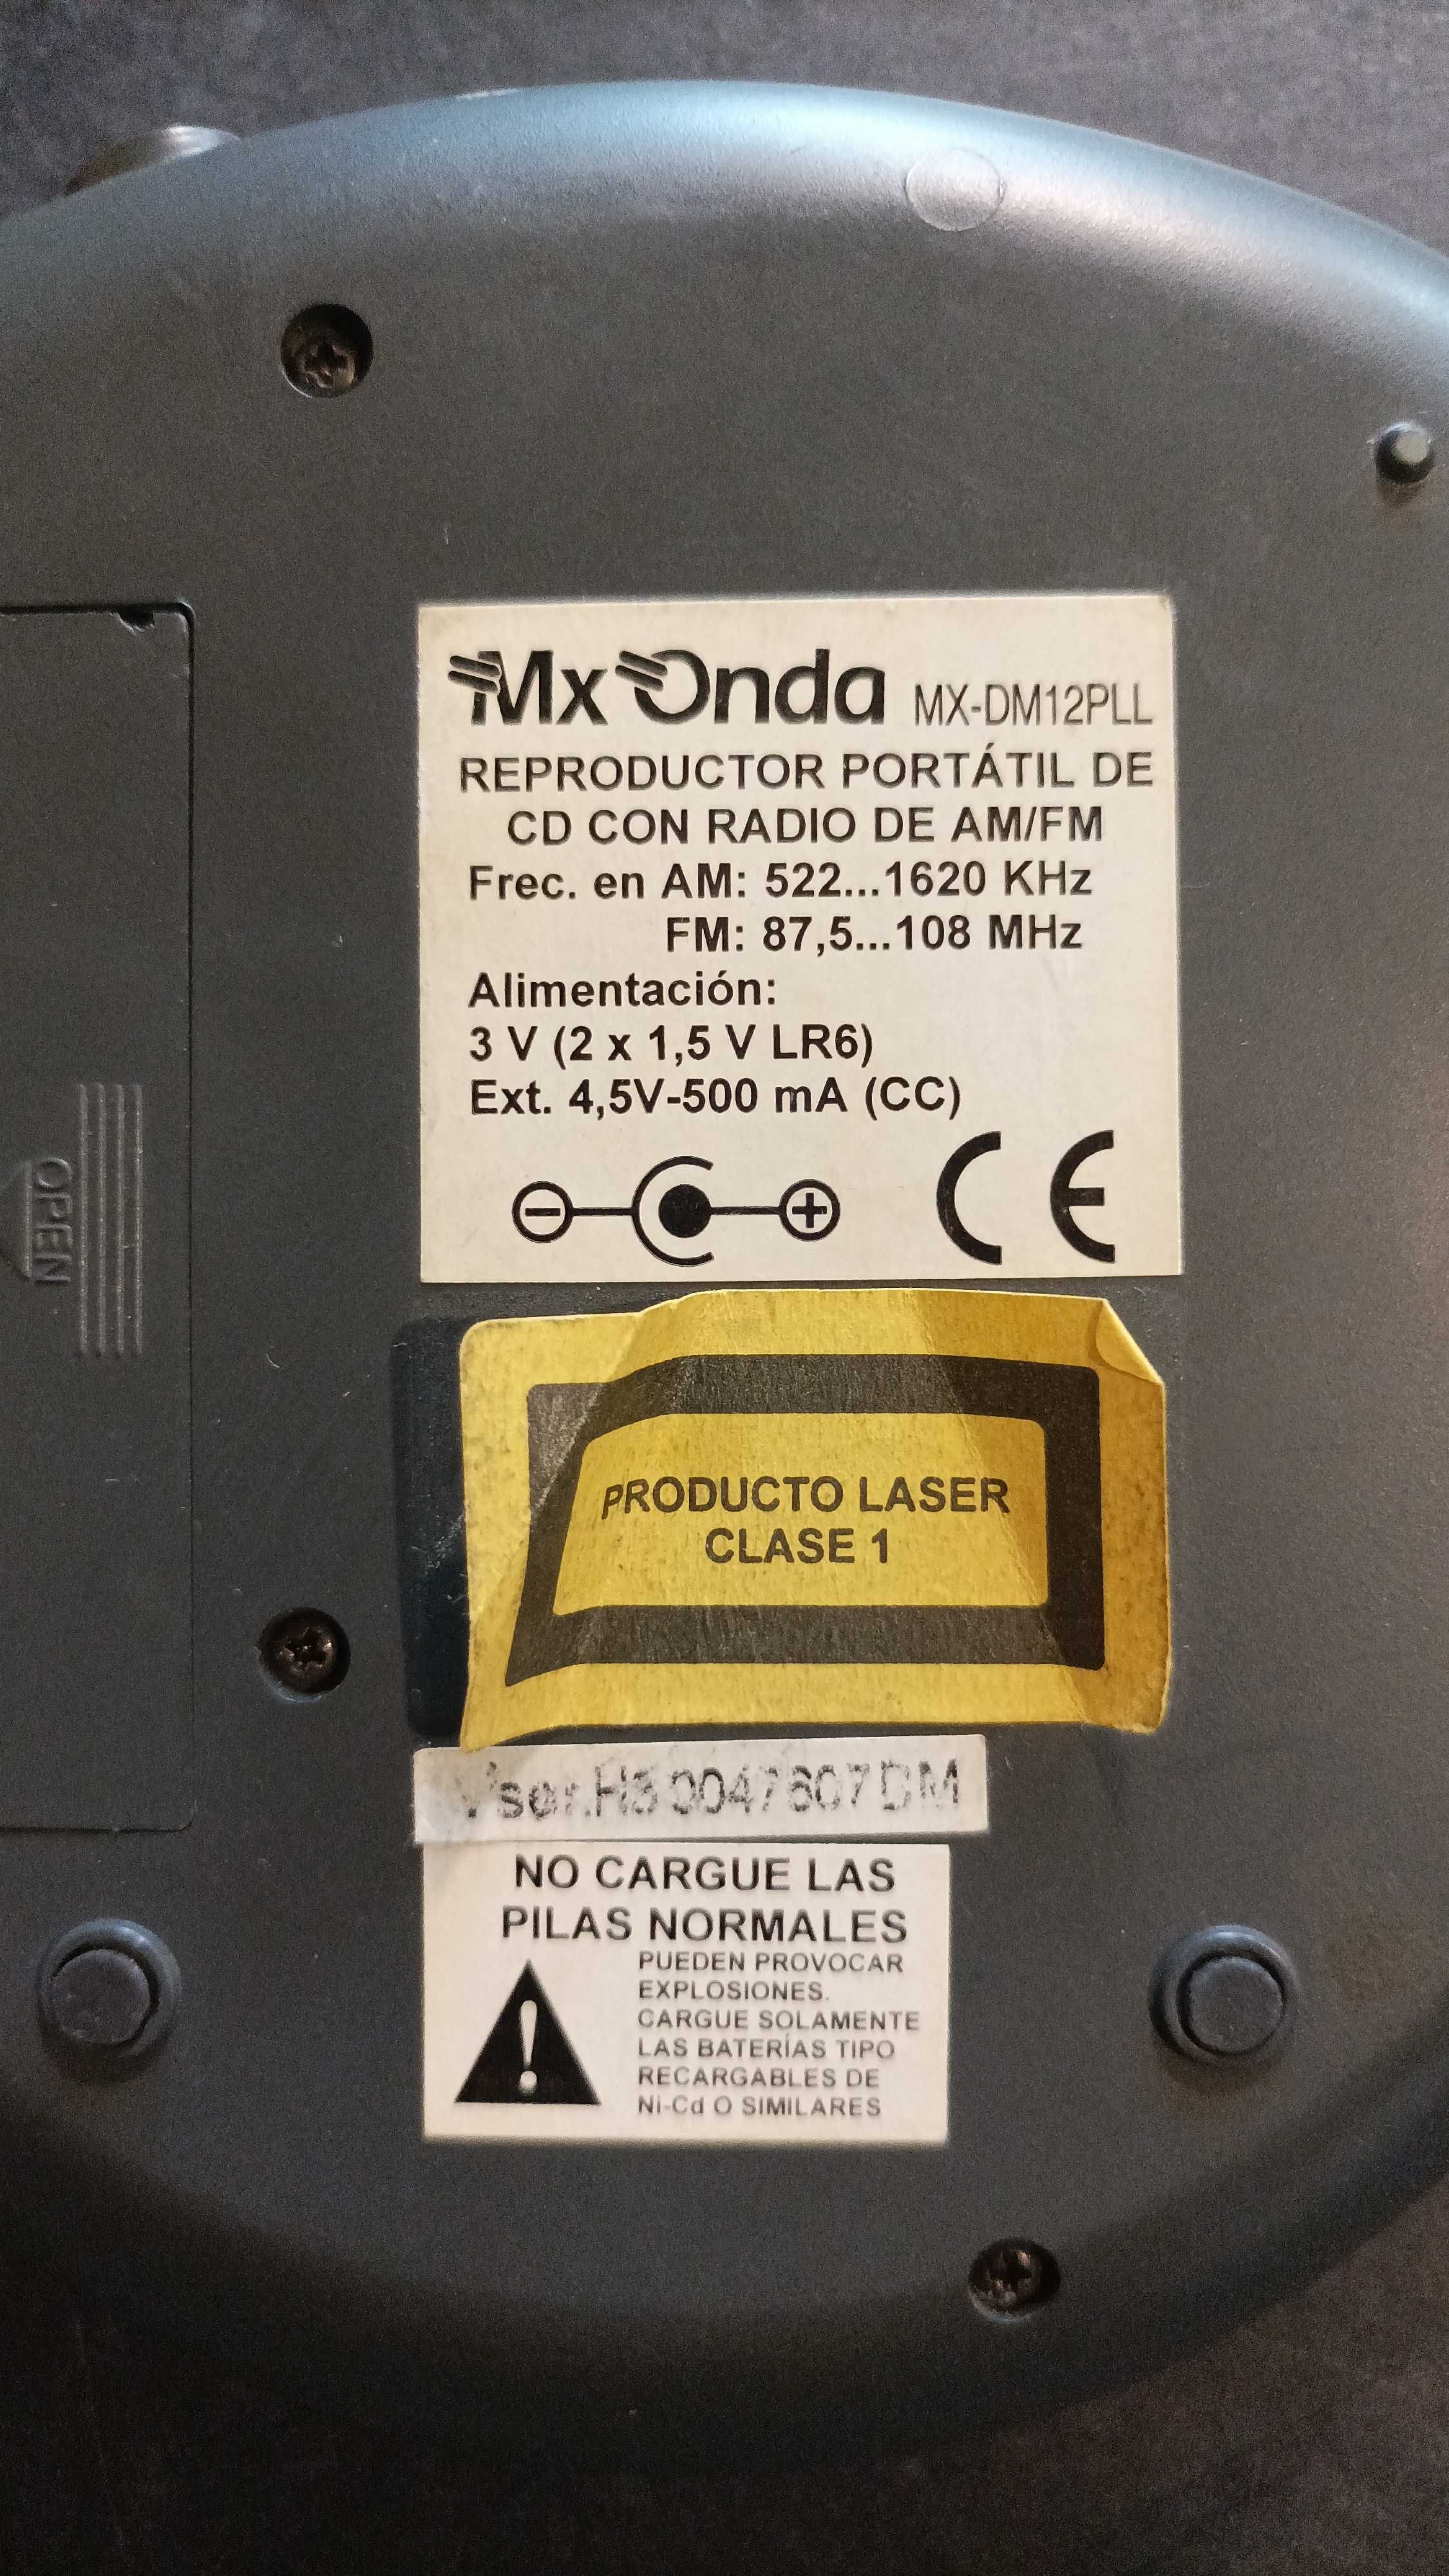 Mx Onda MX-DM12PLL
REPRODUCTOR PORTÁTIL DE
CD CON RADIO DE AM/FM
Frec. en AM: 522...1620 KHz
FM: 87,5...108 MHz
Alimentación:
3 V (2 x 1,5 V LR6)
Ext. 4,5V-500 mA (CC)
CE
OPEN
PRODUCTO LASER
CLASE 1
NO CARGUE LAS
PILAS NORMALES
PUEDEN PROVOCAR
EXPLOSIONES.
CARGUE SOLAMENTE
LAS BATERÍAS TIPO
RECARGABLES DE
Ni-Cd O SIMILARES